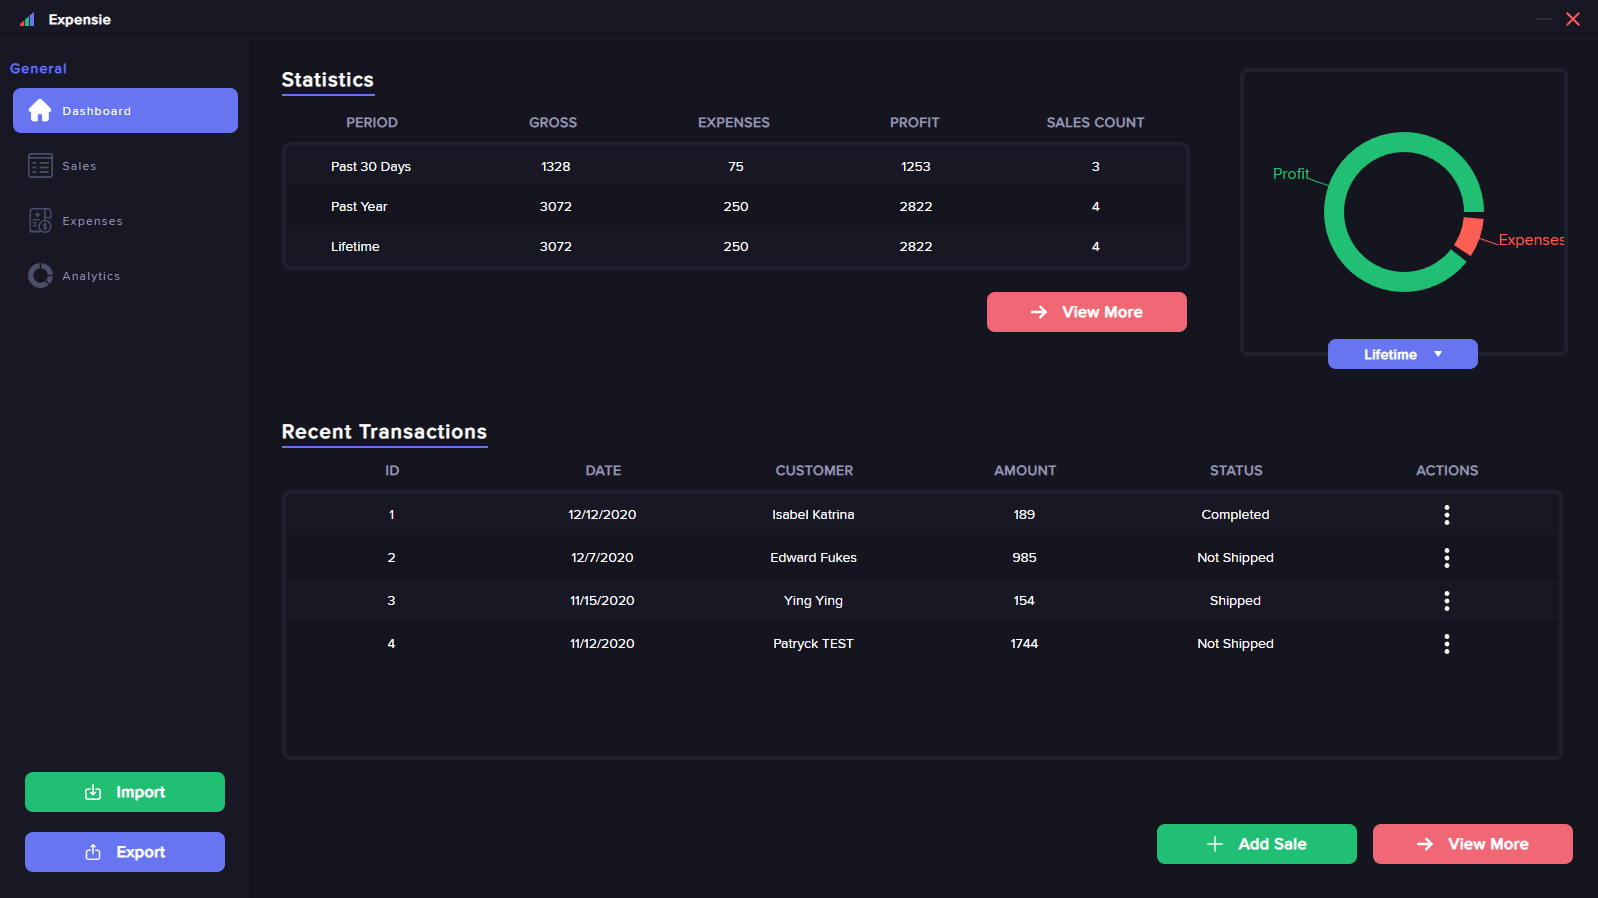 Expensie
General
Dashboard
Sales
Expenses
Analytics
Import
Export
Statistics
PERIOD GROSS EXPENSES PROFIT SALES COUNT
Past 30 Days 1328 75 1253 3
Past Year 3072 250 2822 4
Lifetime 3072 250 2822 4
View More
Profit
Expenses
Lifetime
Recent Transactions
ID DATE CUSTOMER AMOUNT STATUS ACTIONS
1 12/12/2020 Isabel Katrina 189 Completed
2 12/7/2020 Edward Fukes 985 Not Shipped
3 11/15/2020 Ying Ying 154 Shipped
4 11/12/2020 Patryck TEST 1744 Not Shipped
Add Sale
View More